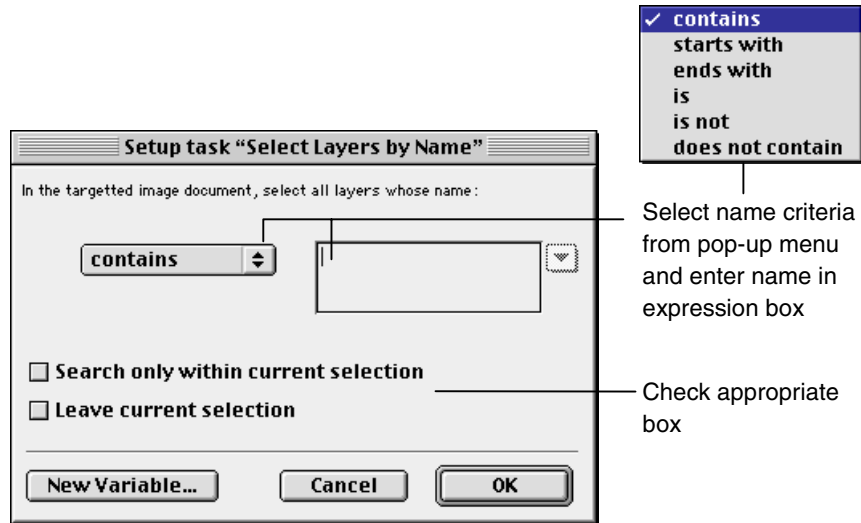 ✓ contains
starts with
ends with
is
is not
does not contain
Setup task “Select Layers by Name”
In the targetted image document, select all layers whose name:
contains
Select name criteria
from pop-up menu
and enter name in
expression box
Search only within current selection
Leave current selection
Check appropriate
box
New Variable...
Cancel
OK